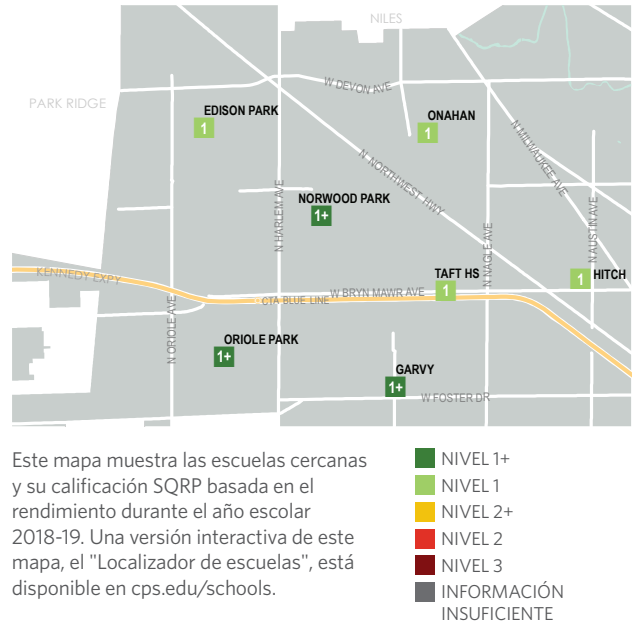 NILES
W DEVON AVE
PARK RIDGE
EDISON PARK
1
ONAHAN
1
N NORTHWEST HWY
N MILWAUKEE AVE
NORWOOD PARK
1+
N HARLEM AVE
N NAGLE AVE
N AUSTIN AVE
KENNEDY EXPY
TAFT HS
1
HITCH
1
W BRYN MAWR AVE
CTA BLUE LINE
N ORIOLE AVE
ORIOLE PARK
1+
GARVY
1+
W FOSTER DR
Este mapa muestra las escuelas cercanas
y su calificación SQRP basada en el
rendimiento durante el año escolar
2018-19. Una versión interactiva de este
mapa, el "Localizador de escuelas", está
disponible en cps.edu/schools.
NIVEL 1+
NIVEL 1
NIVEL 2+
NIVEL 2
NIVEL 3
INFORMACIÓN
INSUFICIENTE